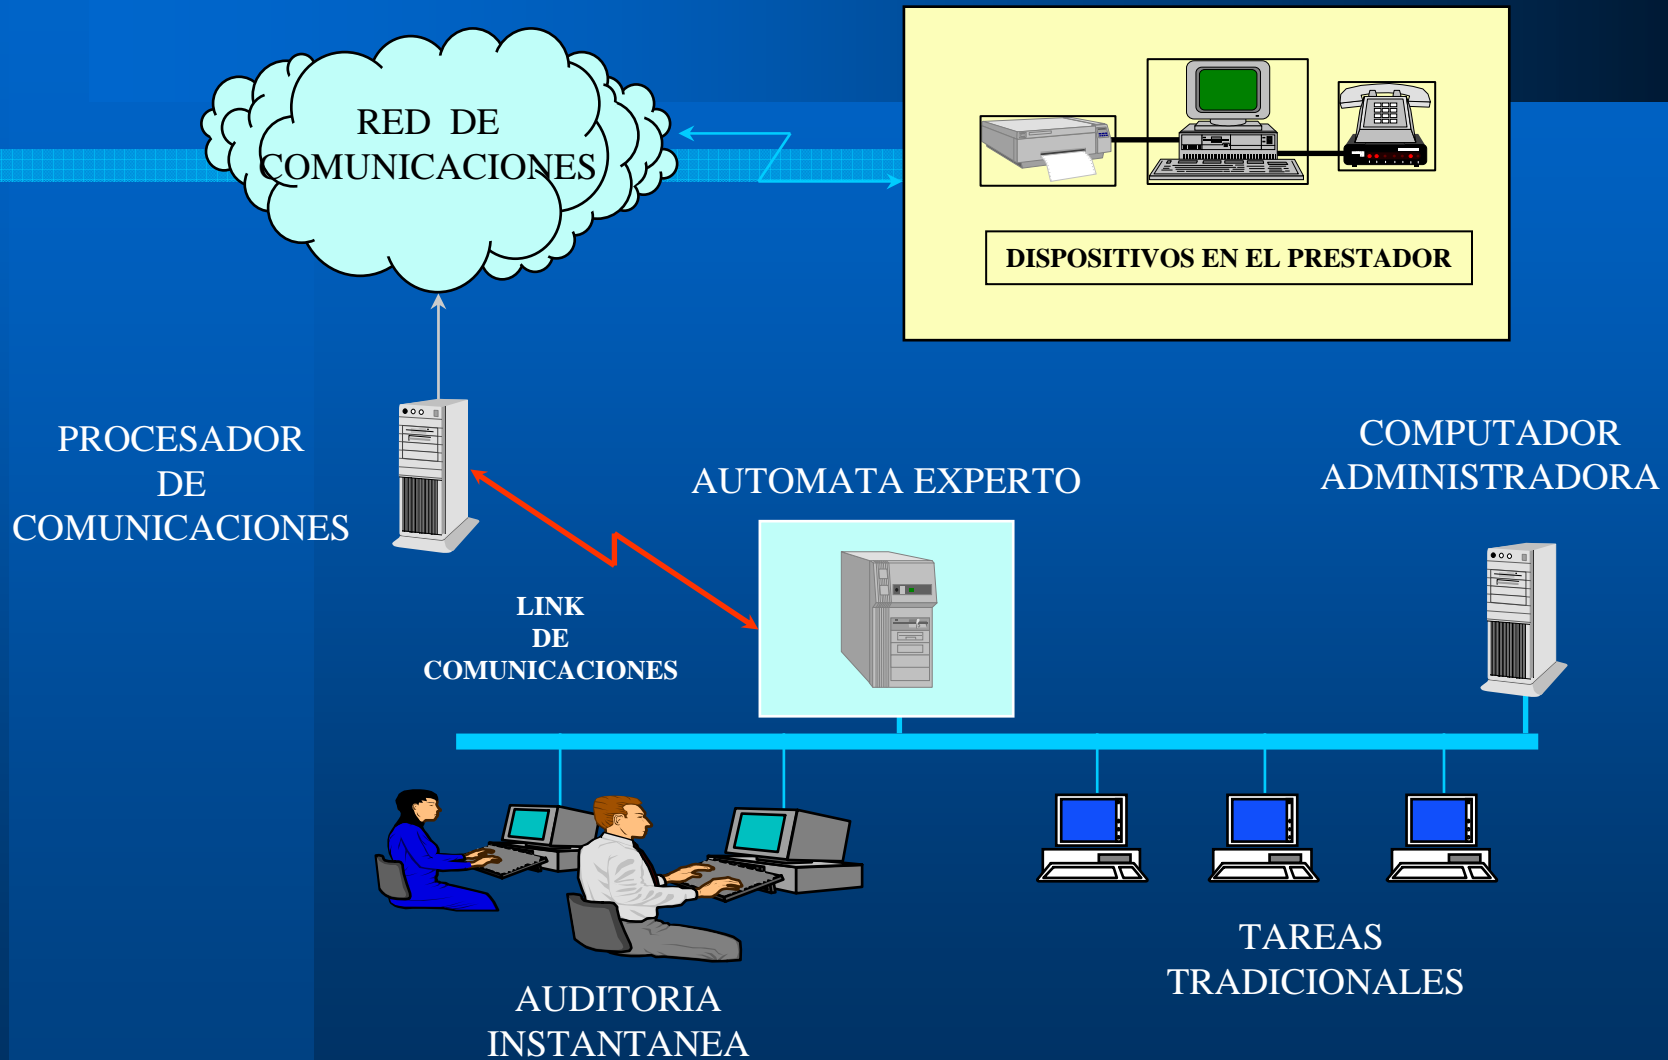 RED DE
COMUNICACIONES
DISPOSITIVOS EN EL PRESTADOR
PROCESADOR
DE
COMUNICACIONES
AUTOMATA EXPERTO
COMPUTADOR
ADMINISTRADORA
LINK
DE
COMUNICACIONES
AUDITORIA
INSTANTANEA
TAREAS
TRADICIONALES